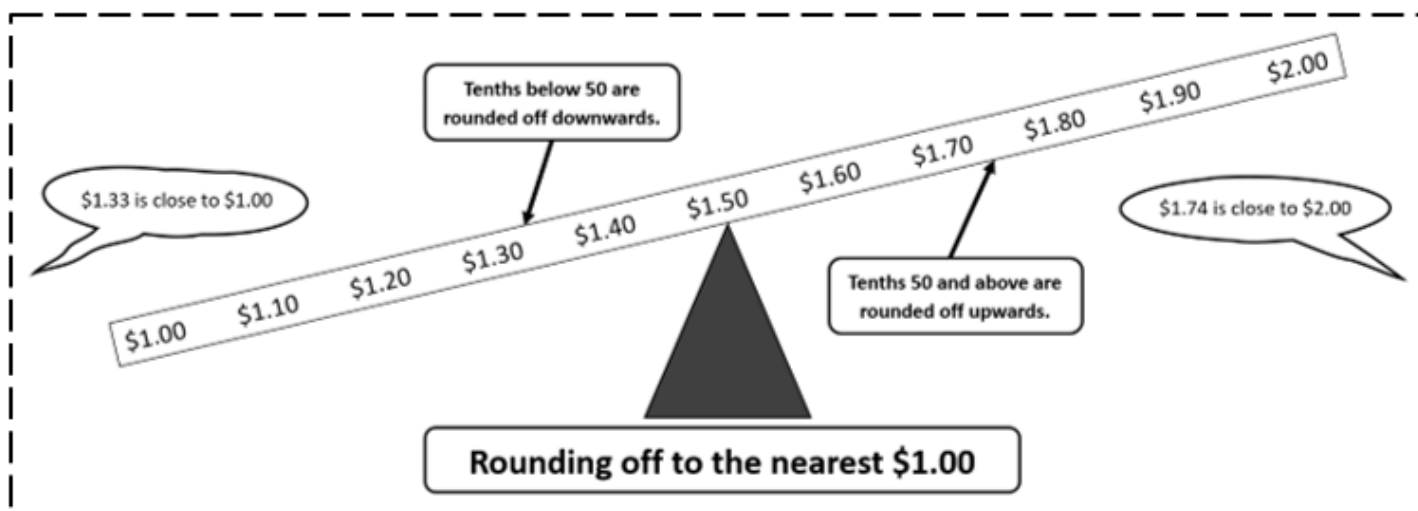 Tenths below 50 are
rounded off downwards.
$1.33 is close to $1.00
$1.00 $1.10 $1.20 $1.30 $1.40 $1.50 $1.60 $1.70 $1.80 $1.90 $2.00
$1.74 is close to $2.00
Tenths 50 and above are
rounded off upwards.
Rounding off to the nearest $1.00